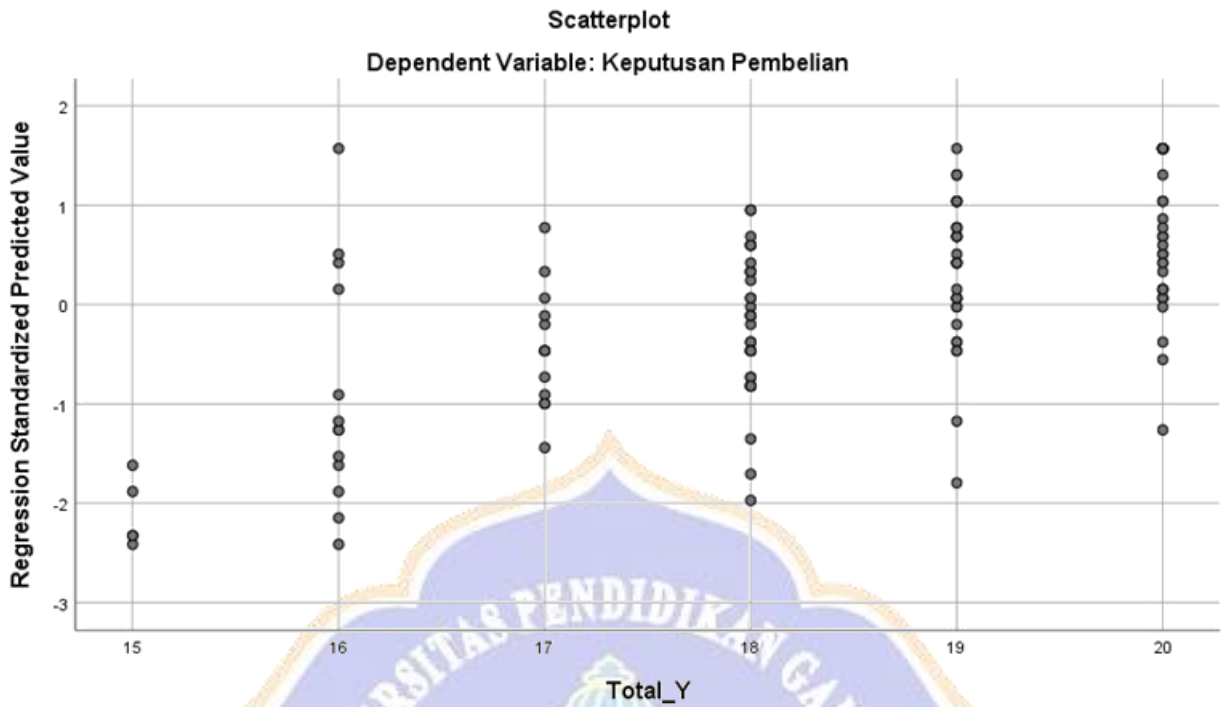 Scatterplot
Dependent Variable: Keputusan Pembelian
Regression Standardized Predicted Value
2
1
0
-1
-2
-3
15 16 17 18 19 20
Total_Y
PENDIDIKAN